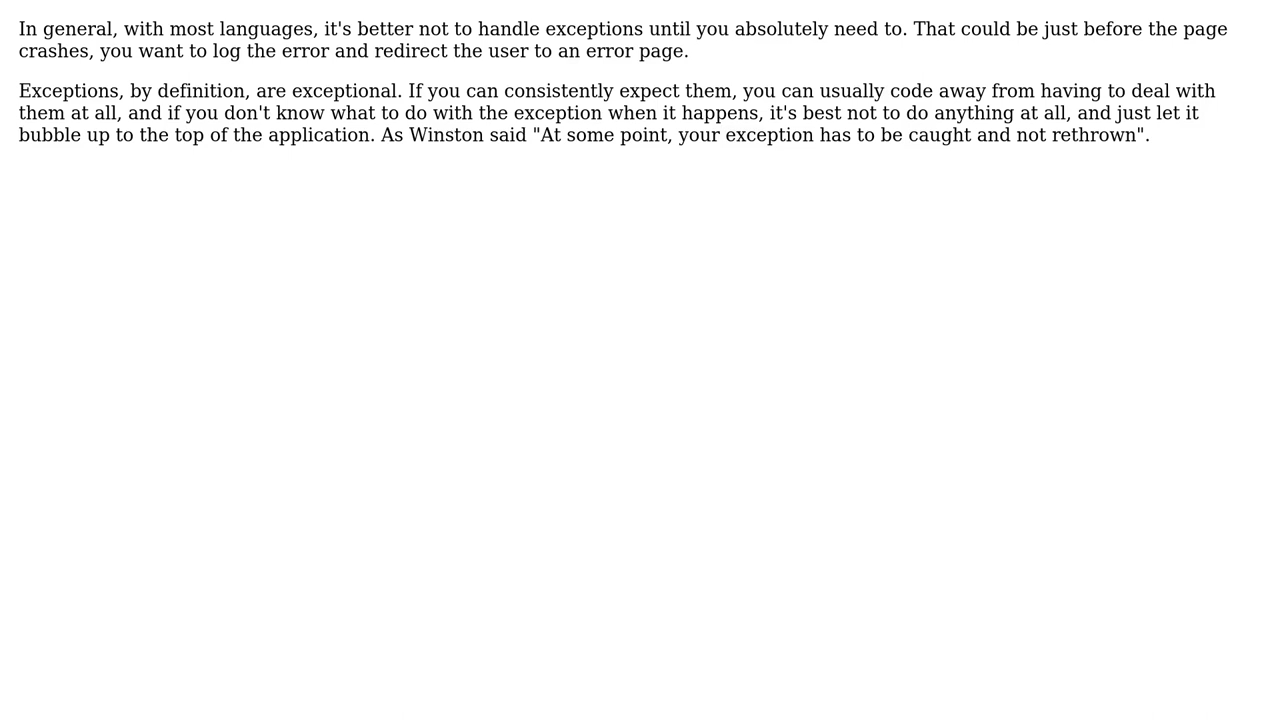 In general, with most languages, it's better not to handle exceptions until you absolutely need to. That could be just before the page
crashes, you want to log the error and redirect the user to an error page.
Exceptions, by definition, are exceptional. If you can consistently expect them, you can usually code away from having to deal with
them at all, and if you don't know what to do with the exception when it happens, it's best not to do anything at all, and just let it
bubble up to the top of the application. As Winston said "At some point, your exception has to be caught and not rethrown".